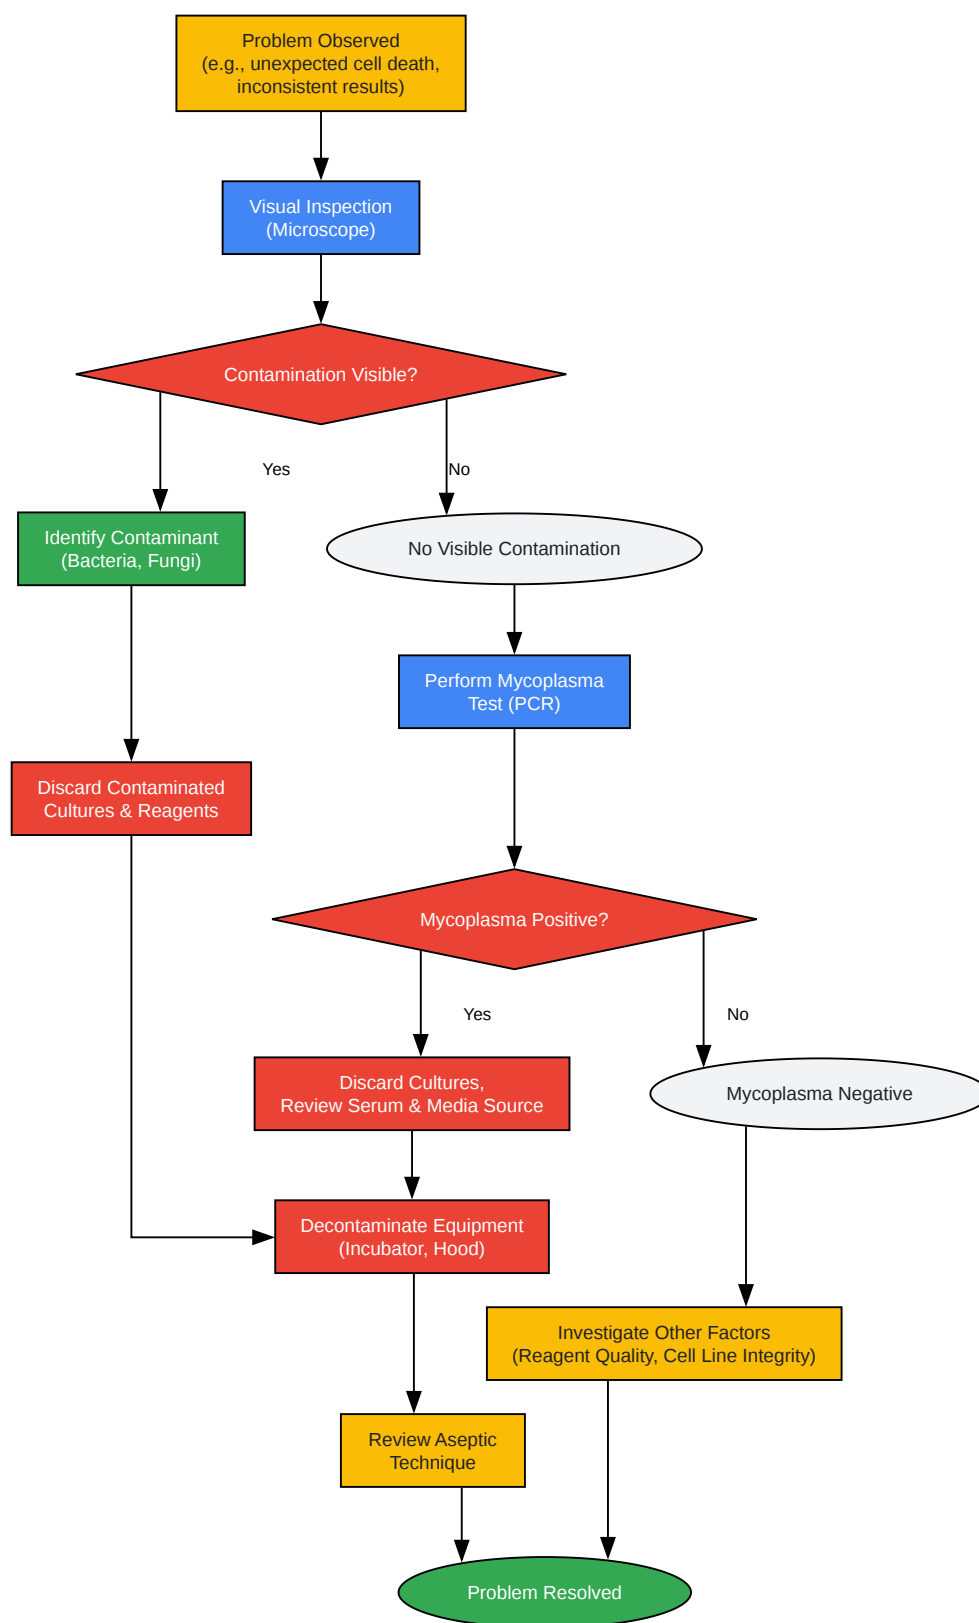 Problem Observed
(e.g., unexpected cell death,
inconsistent results)
Visual Inspection
(Microscope)
Contamination Visible?
Yes
No
Identify Contaminant
(Bacteria, Fungi)
No Visible Contamination
Perform Mycoplasma
Test (PCR)
Discard Contaminated
Cultures & Reagents
Mycoplasma Positive?
Yes
No
Discard Cultures,
Review Serum & Media Source
Mycoplasma Negative
Decontaminate Equipment
(Incubator, Hood)
Investigate Other Factors
(Reagent Quality, Cell Line Integrity)
Review Aseptic
Technique
Problem Resolved